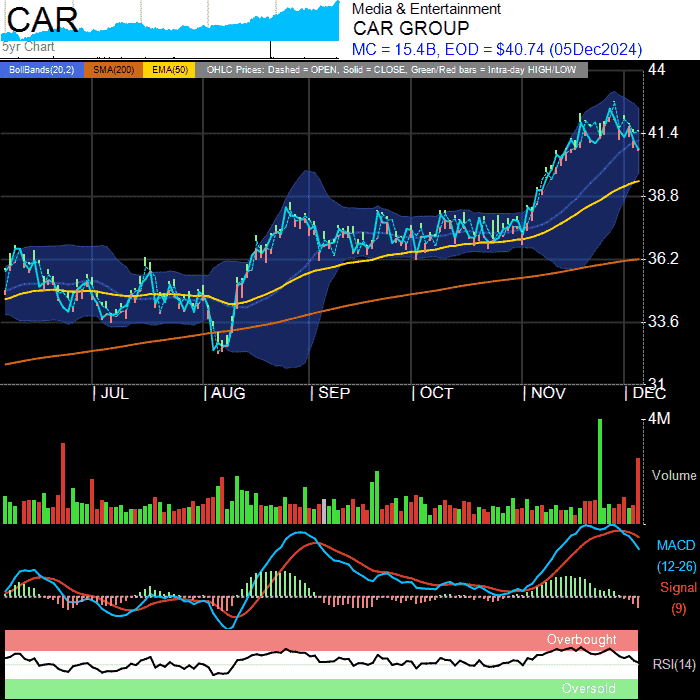 CAR
5yr Chart
Media & Entertainment
CAR GROUP
MC = 15.4B, EOD = $40.74 (05Dec2024)
BollBands(20,2) SMA(200) EMA(50) OHLC Prices: Dashed = OPEN, Solid = CLOSE, Green/Red bars = Intra-day HIGH/LOW
44
41.4
38.8
36.2
33.6
31
JUL AUG SEP OCT NOV DEC
4M
Volume
MACD
(12-26)
Signal
(9)
Overbought
RSI(14)
Oversold